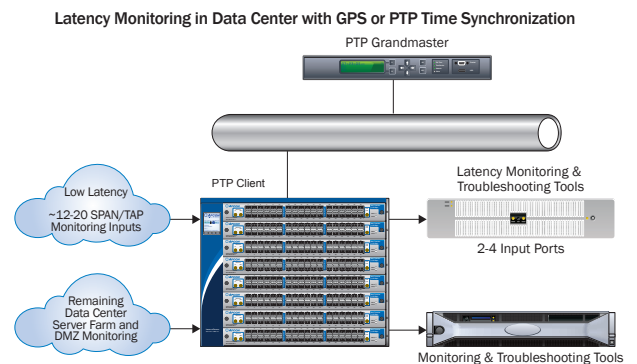 Latency Monitoring in Data Center with GPS or PTP Time Synchronization
PTP Grandmaster
PTP Client
Low Latency
~12-20 SPAN/TAP
Monitoring Inputs
Latency Monitoring &
Troubleshooting Tools
2-4 Input Ports
Remaining
Data Center
Server Farm and
DMZ Monitoring
Monitoring & Troubleshooting Tools